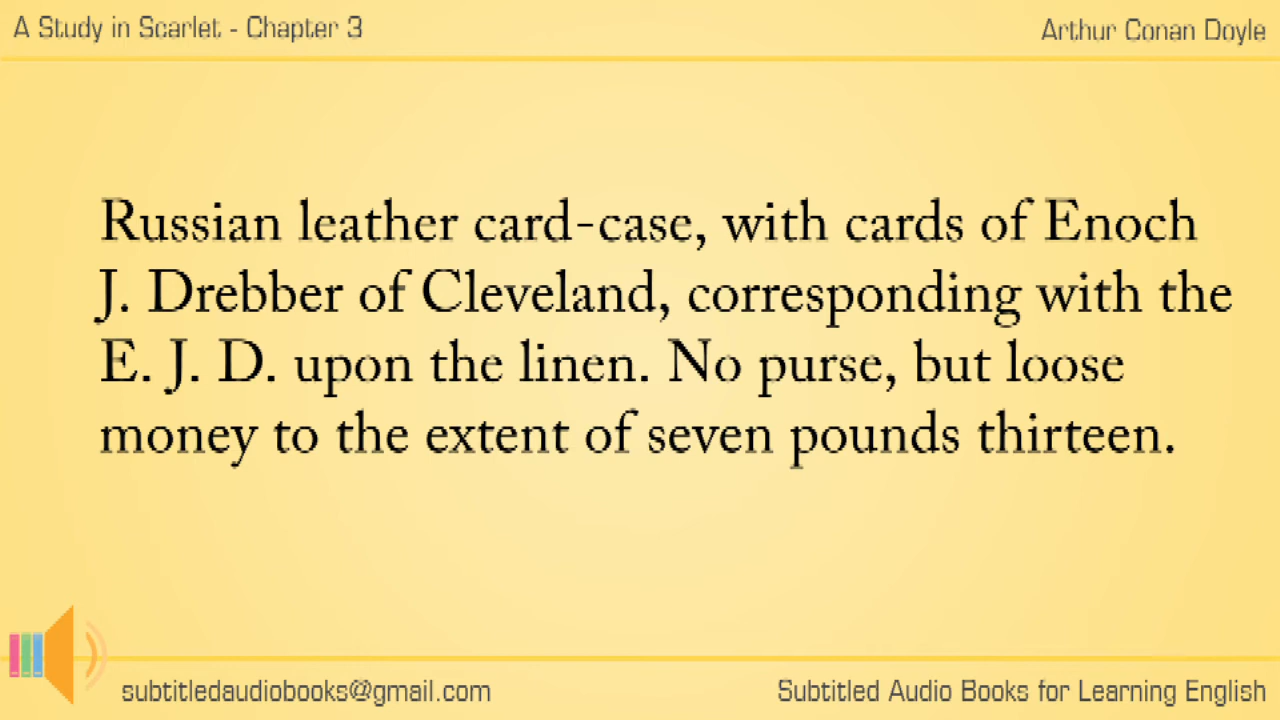 A Study in Scarlet - Chapter 3
Arthur Conan Doyle
Russian leather card-case, with cards of Enoch
J. Drebber of Cleveland, corresponding with the
E. J. D. upon the linen. No purse, but loose
money to the extent of seven pounds thirteen.
subtitledaudiobooks@gmail.com
Subtitled Audio Books for Learning English